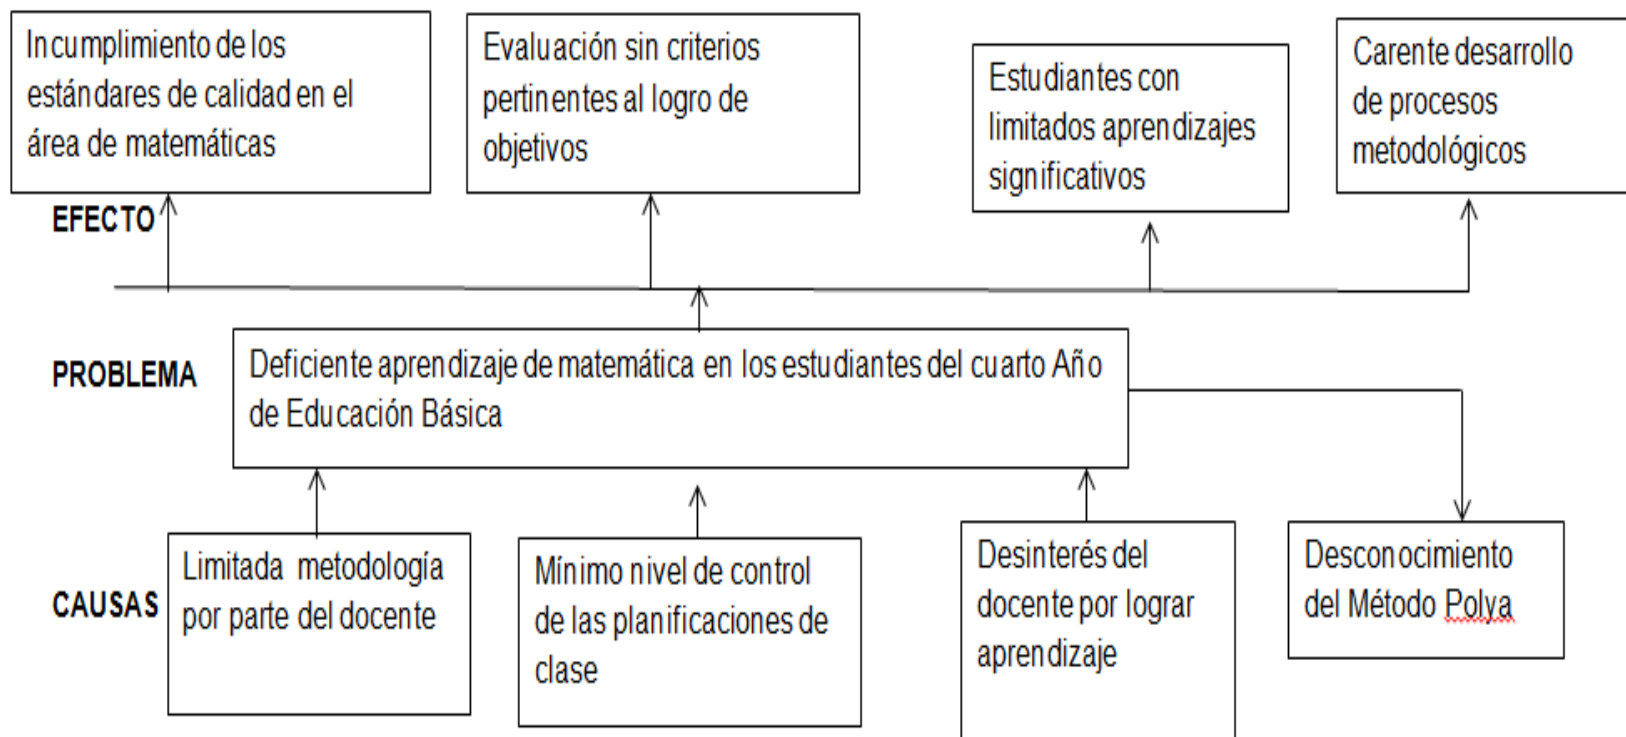 Incumplimiento de los
estándares de calidad en el
área de matemáticas
Evaluación sin criterios
pertinentes al logro de
objetivos
Estudiantes con
limitados aprendizajes
significativos
Carente desarrollo
de procesos
metodológicos
EFECTO
PROBLEMA
Deficiente aprendizaje de matemática en los estudiantes del cuarto Año
de Educación Básica
CAUSAS
Limitada metodología
por parte del docente
Mínimo nivel de control
de las planificaciones de
clase
Desinterés del
docente por lograr
aprendizaje
Desconocimiento
del Método Polya